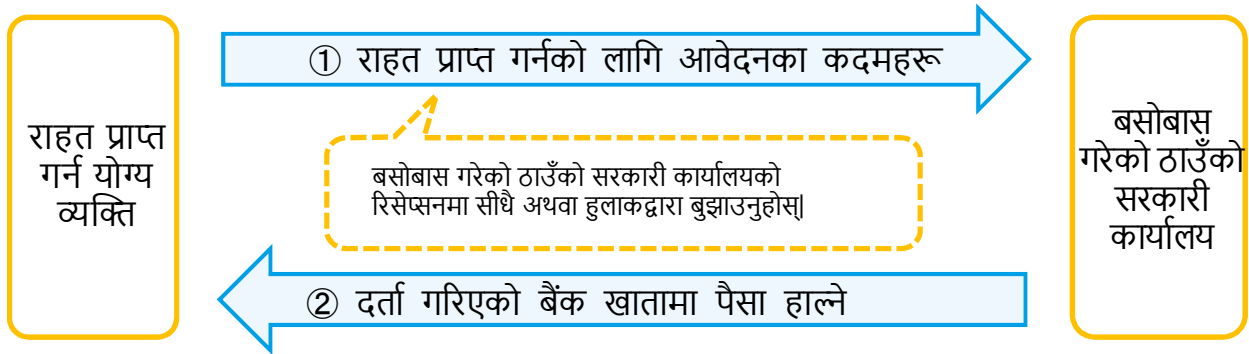 ① राहत प्राप्त गर्नको लागि आवेदनका कदमहरू
राहत प्राप्त
गर्न योग्य
व्यक्ति
बसोबास गरेको ठाउँको सरकारी कार्यालयको
रिसेप्सनमा सीधै अथवा हुलाकद्वारा बुझाउनुहोस्|
बसोबास
गरेको ठाउँको
सरकारी
कार्यालय
② दर्ता गरिएको बैंक खातामा पैसा हाल्ने